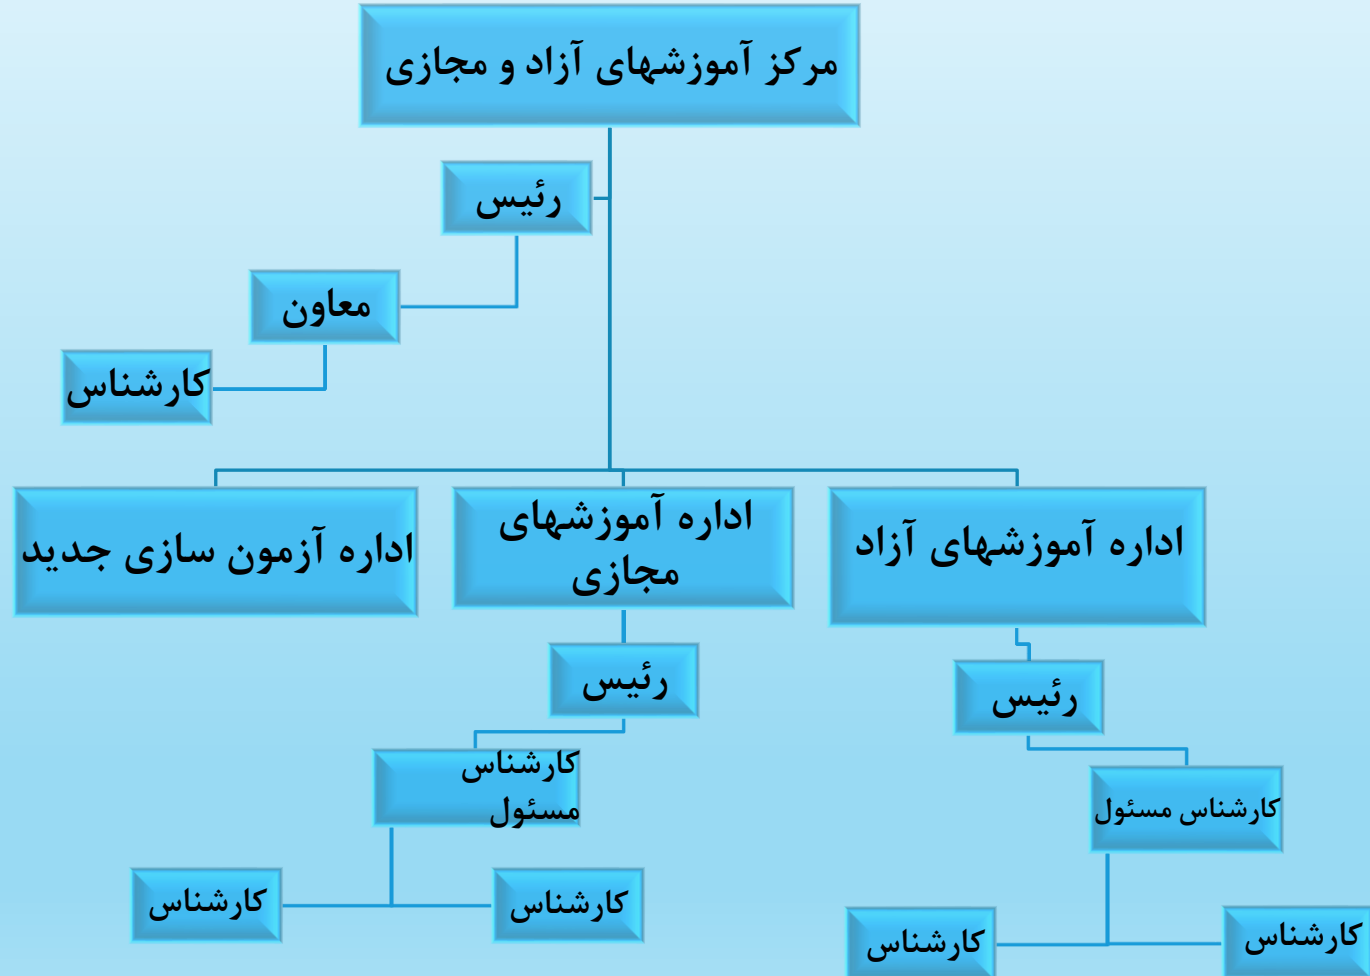 مرکز آموزشهای آزاد و مجازی
رئیس
معاون
کارشناس
اداره آموزشهای آزاد
اداره آموزشهای
مجازی
اداره آزمون سازی جدید
رئیس
رئیس
کارشناس مسئول
کارشناس
مسئول
کارشناس
کارشناس
کارشناس
کارشناس